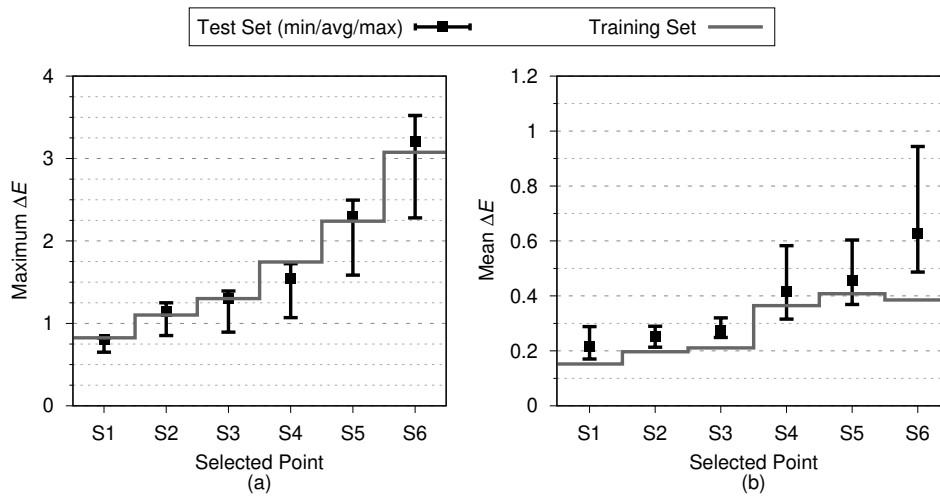 Test Set (min/avg/max)
Training Set
Maximum ΔE
4
3
2
1
0
S1 S2 S3 S4 S5 S6
Selected Point
(a)
Mean ΔE
1.2
1
0.8
0.6
0.4
0.2
0
S1 S2 S3 S4 S5 S6
Selected Point
(b)